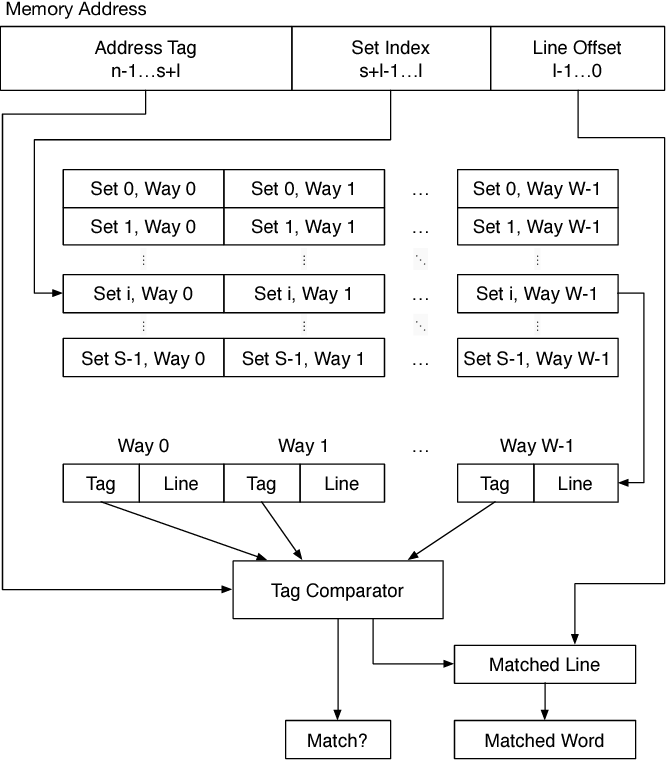 Memory Address
Address Tag Set Index Line Offset
n-1…s+l s+l-1…l l-1…0
Set 0, Way 0 Set 0, Way 1 … Set 0, Way W-1
Set 1, Way 0 Set 1, Way 1 … Set 1, Way W-1
⋮ ⋮ ⋱ ⋮
Set i, Way 0 Set i, Way 1 … Set i, Way W-1
⋮ ⋮ ⋱ ⋮
Set S-1, Way 0 Set S-1, Way 1 … Set S-1, Way W-1
Way 0 Way 1 … Way W-1
Tag Line Tag Line Tag Line
Tag Comparator
Matched Line
Match? Matched Word